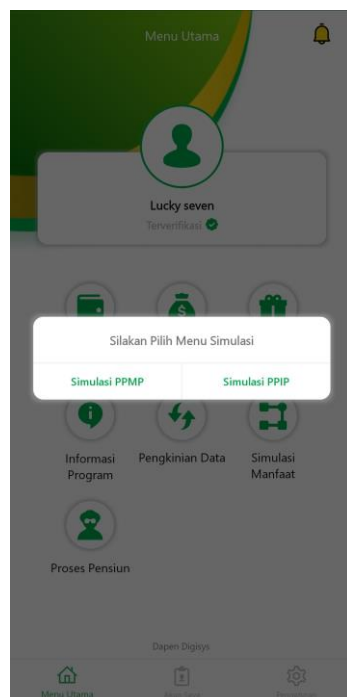 Menu Utama
Lucky seven
Terverifikasi
Silakan Pilih Menu Simulasi
Simulasi PPMP
Simulasi PPIP
Informasi
Program
Pengkinian Data
Simulasi
Manfaat
Proses Pensiun
Dapen Digisys
Menu Utama